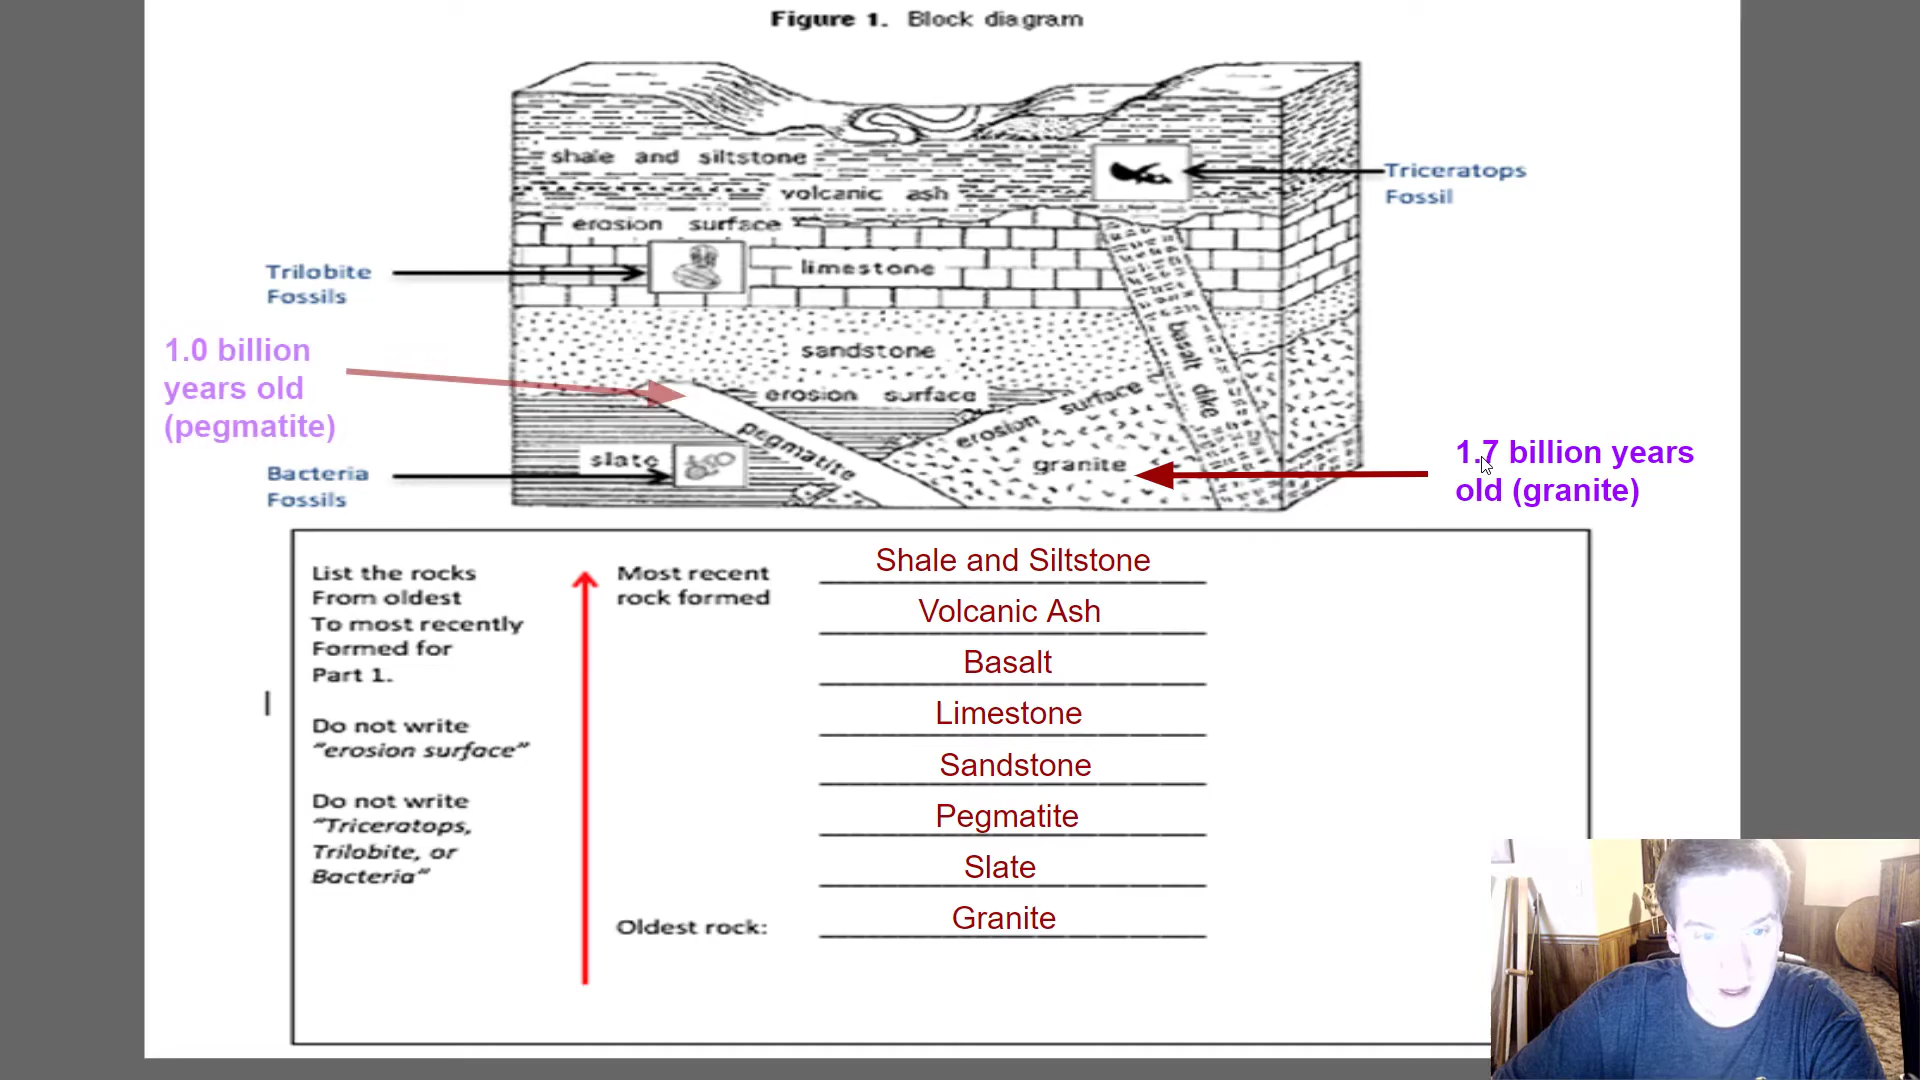 Figure 1. Block diagram
shale and siltstone
volcanic ash
Triceratops
Fossil
erosion surface
limestone
Trilobite
Fossils
1.0 billion
years old
(pegmatite)
sandstone
basalt dike
erosion surface
erosion surface
pegmatite
slate
granite
Bacteria
Fossils
1.7 billion years
old (granite)
List the rocks
From oldest
To most recently
Formed for
Part 1.
Do not write
“erosion surface”
Do not write
“Triceratops,
Trilobite, or
Bacteria”
Most recent
rock formed
Shale and Siltstone
Volcanic Ash
Basalt
Limestone
Sandstone
Pegmatite
Slate
Oldest rock:
Granite